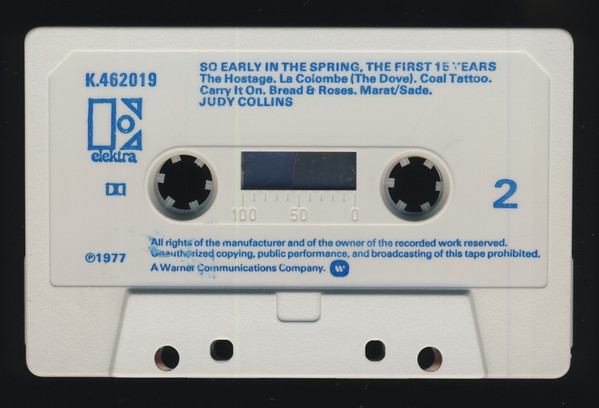 K.462019
SO EARLY IN THE SPRING, THE FIRST 15 YEARS
The Hostage. La Colombe (The Dove). Coal Tattoo.
Carry It On. Bread & Roses. Marat/Sade.
JUDY COLLINS
elektra
2
100 50 0
℗1977
All rights of the manufacturer and of the owner of the recorded work reserved.
Unauthorized copying, public performance, and broadcasting of this tape prohibited.
A Warner Communications Company.